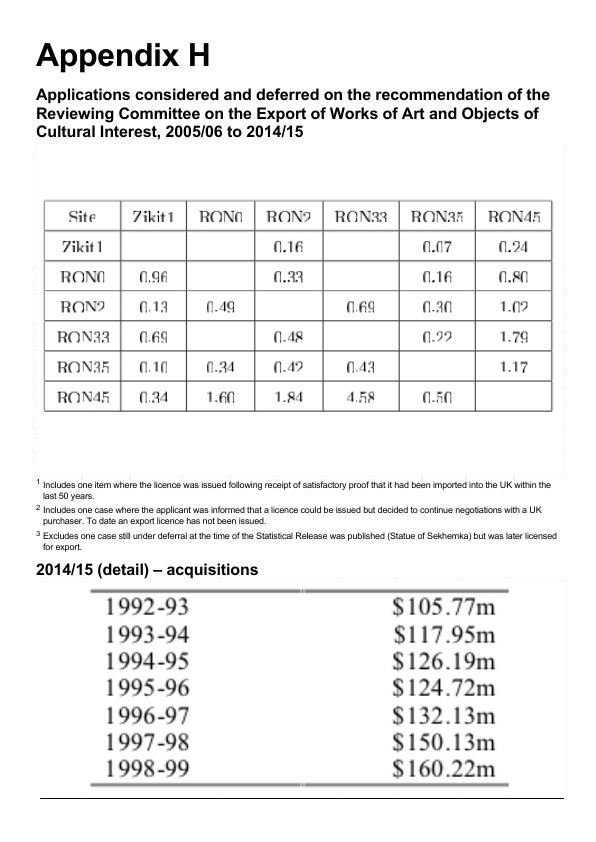 Appendix H
Applications considered and deferred on the recommendation of the
Reviewing Committee on the Export of Works of Art and Objects of
Cultural Interest, 2005/06 to 2014/15
Site Zikit1 RON0 RON2 RON33 RON35 RON45
Zikit1 0.16 0.07 0.24
RON0 0.96 0.33 0.16 0.80
RON2 0.13 0.49 0.69 0.30 1.02
RON33 0.69 0.48 0.22 1.79
RON35 0.10 0.34 0.42 0.43 1.17
RON45 0.34 1.60 1.84 4.58 0.50
1 Includes one item where the licence was issued following receipt of satisfactory proof that it had been imported into the UK within the
last 50 years.
2 Includes one case where the applicant was informed that a licence could be issued but decided to continue negotiations with a UK
purchaser. To date an export licence has not been issued.
3 Excludes one case still under deferral at the time of the Statistical Release was published (Statue of Sekhemka) but was later licensed
for export.
2014/15 (detail) – acquisitions
1992-93 $105.77m
1993-94 $117.95m
1994-95 $126.19m
1995-96 $124.72m
1996-97 $132.13m
1997-98 $150.13m
1998-99 $160.22m